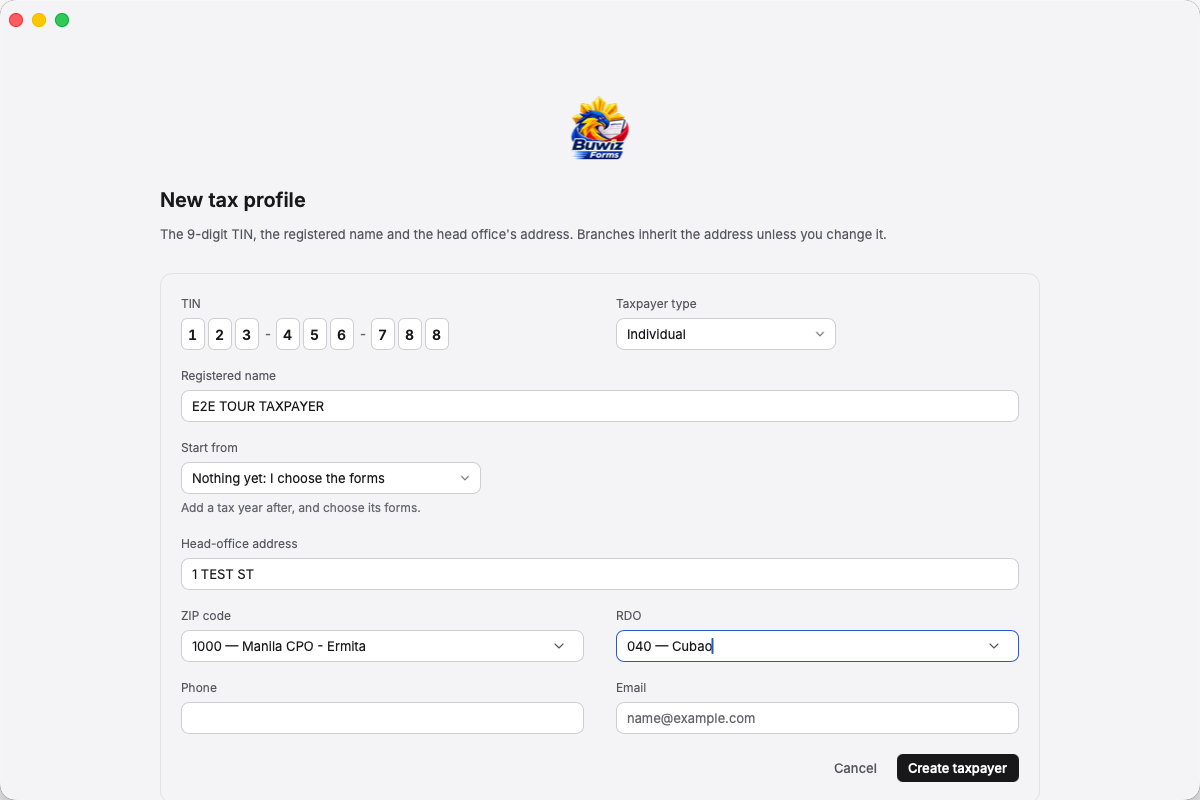 Buwiz
Forms
New tax profile
The 9-digit TIN, the registered name and the head office's address. Branches inherit the address unless you change it.
TIN
Taxpayer type
1 2 3 - 4 5 6 - 7 8 8
Individual
Registered name
E2E TOUR TAXPAYER
Start from
Nothing yet: I choose the forms
Add a tax year after, and choose its forms.
Head-office address
1 TEST ST
ZIP code
RDO
1000 — Manila CPO - Ermita
040 — Cubao
Phone
Email
name@example.com
Cancel
Create taxpayer